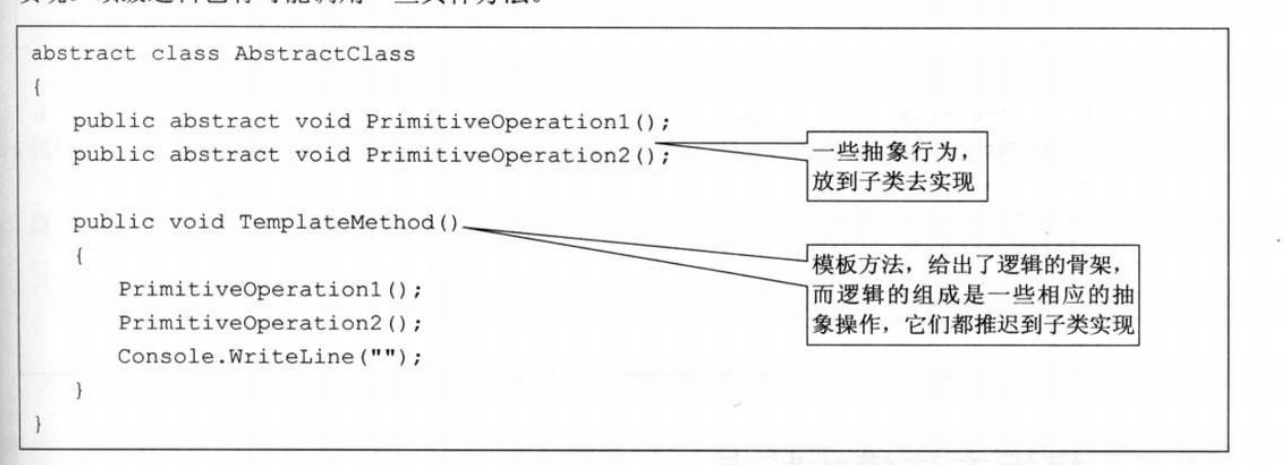 abstract class AbstractClass
{
public abstract void PrimitiveOperation1();
public abstract void PrimitiveOperation2();
一些抽象行为，
放到子类去实现
public void TemplateMethod()
{
模板方法，给出了逻辑的骨架，
而逻辑的组成是一些相应的抽
象操作，它们都推迟到子类实现
PrimitiveOperation1();
PrimitiveOperation2();
Console.WriteLine("");
}
}